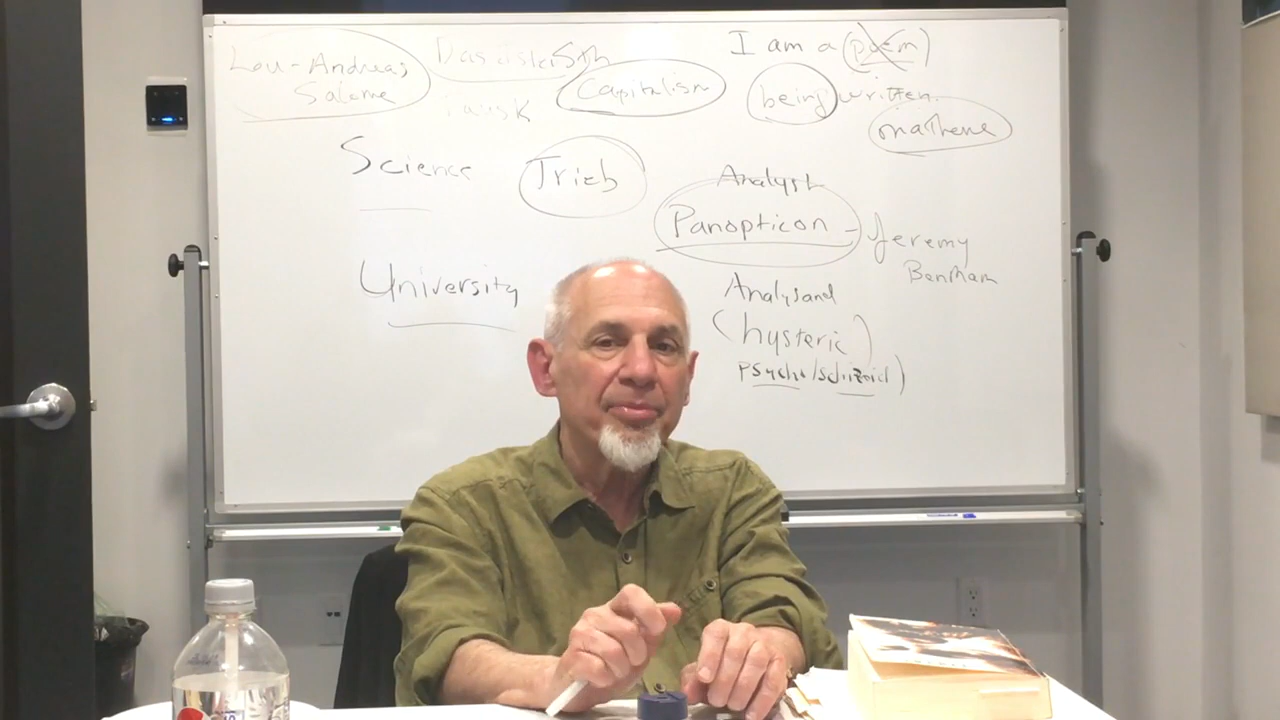 Lou-Andreas
Salome
Capitalism
Tausk
I am a (poem)
being written.
matheme
Science
Trieb
Analyst
Panopticon - Jeremy
Bentham
University
Analysand
(hysteric)
psycho/schizoid)